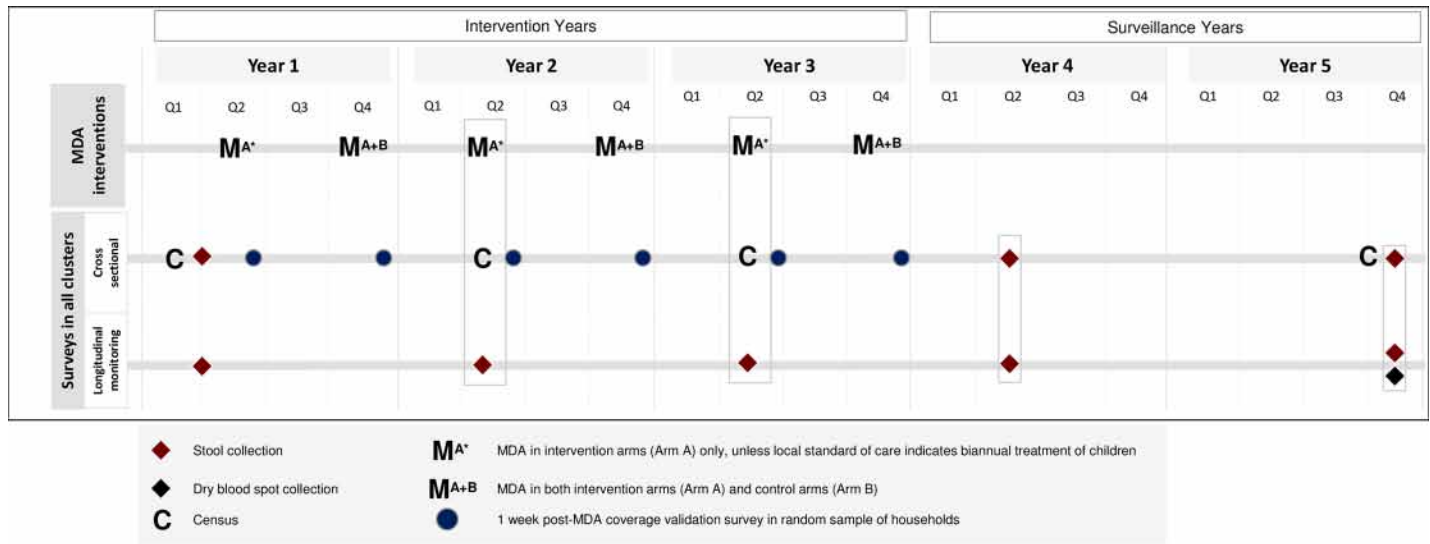 Intervention Years
Surveillance Years
Year 1
Year 2
Year 3
Year 4
Year 5
Q1 Q2 Q3 Q4
Q1 Q2 Q3 Q4
Q1 Q2 Q3 Q4
Q1 Q2 Q3 Q4
Q1 Q2 Q3 Q4
MDA
interventions
MA* MA+B MA* MA+B MA* MA+B
Surveys in all clusters
Cross
sectional
C C C C
Longitudinal
monitoring
Stool collection
MA* MDA in intervention arms (Arm A) only, unless local standard of care indicates biannual treatment of children
Dry blood spot collection
MA+B MDA in both intervention arms (Arm A) and control arms (Arm B)
C Census
1 week post-MDA coverage validation survey in random sample of households